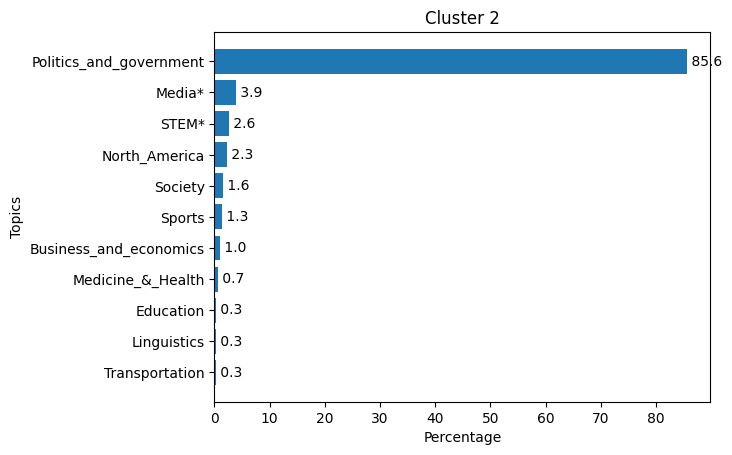 Cluster 2
Topics
Politics_and_government 85.6
Media* 3.9
STEM* 2.6
North_America 2.3
Society 1.6
Sports 1.3
Business_and_economics 1.0
Medicine_&_Health 0.7
Education 0.3
Linguistics 0.3
Transportation 0.3
0 10 20 30 40 50 60 70 80
Percentage